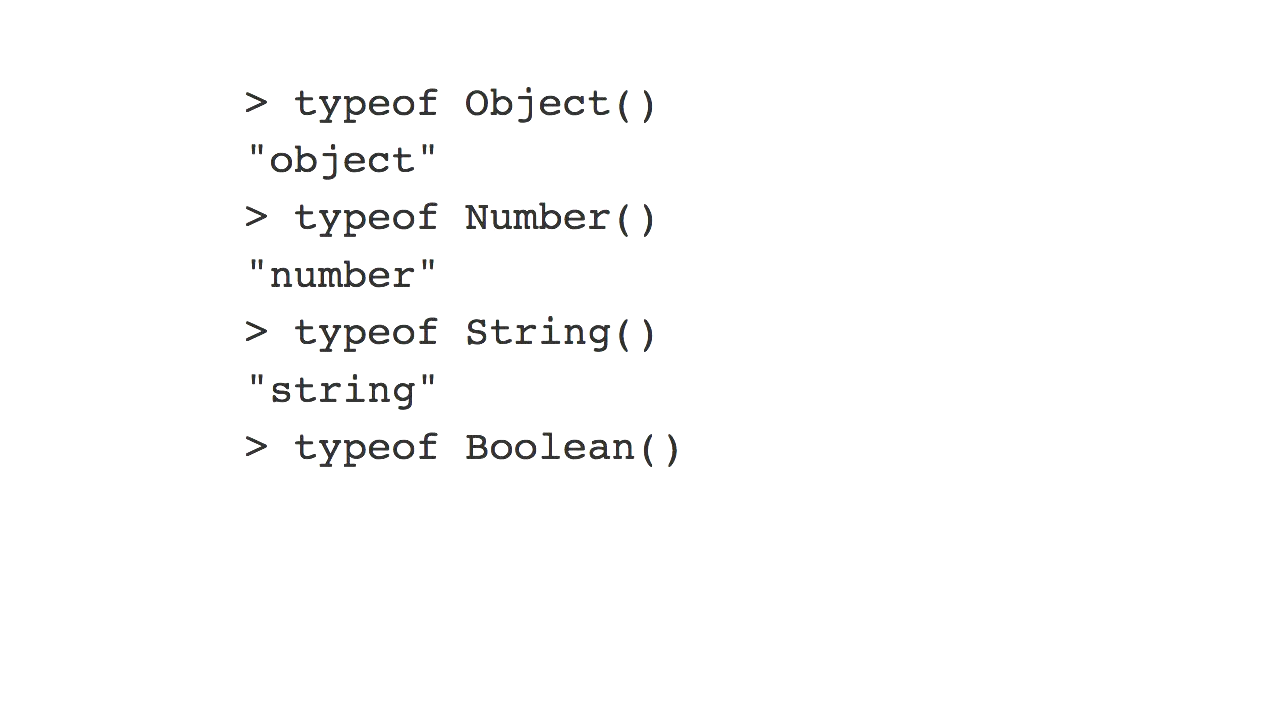 > typeof Object()
"object"
> typeof Number()
"number"
> typeof String()
"string"
> typeof Boolean()